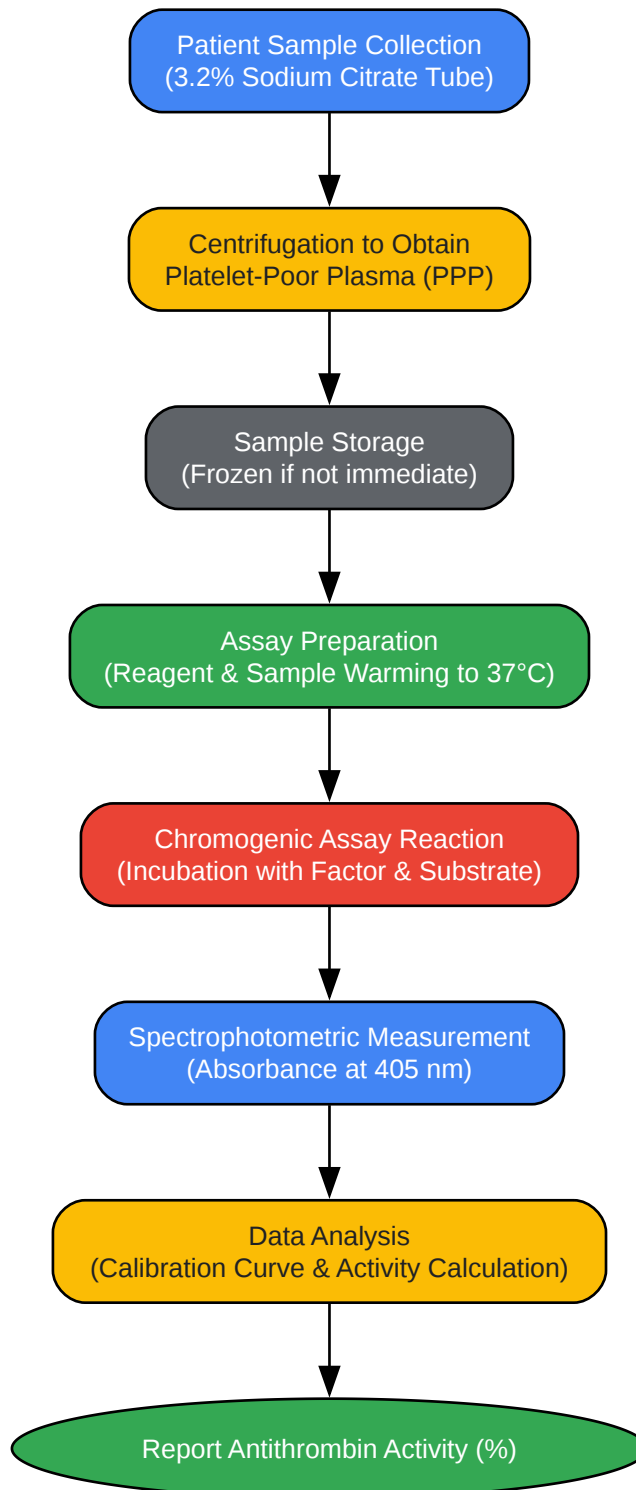 Patient Sample Collection
(3.2% Sodium Citrate Tube)
Centrifugation to Obtain
Platelet-Poor Plasma (PPP)
Sample Storage
(Frozen if not immediate)
Assay Preparation
(Reagent & Sample Warming to 37°C)
Chromogenic Assay Reaction
(Incubation with Factor & Substrate)
Spectrophotometric Measurement
(Absorbance at 405 nm)
Data Analysis
(Calibration Curve & Activity Calculation)
Report Antithrombin Activity (%)